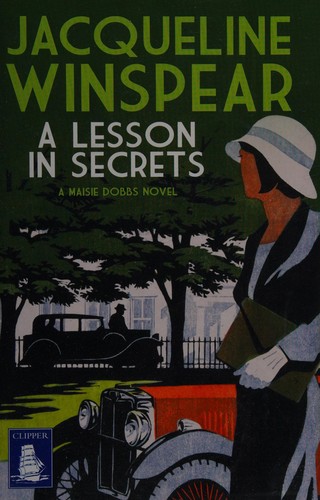 JACQUELINE
WINSPEAR
A LESSON
IN SECRETS
A MAISIE DOBBS NOVEL
CLIPPER